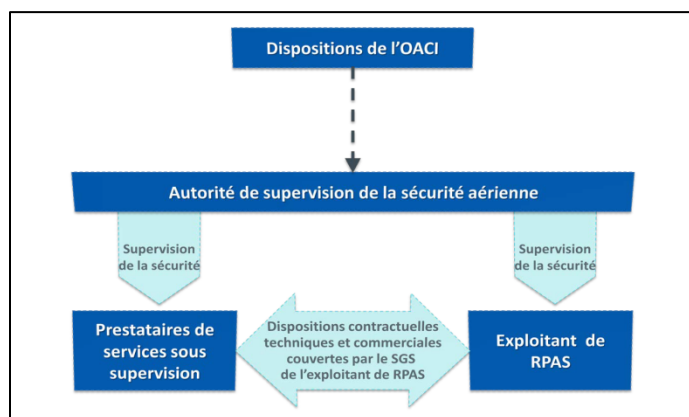 Dispositions de l'OACI
Autorité de supervision de la sécurité aérienne
Supervision
de la sécurité
Supervision
de la sécurité
Prestataires de
services sous
supervision
Dispositions contractuelles
techniques et commerciales
couvertes par le SGS
de l'exploitant de RPAS
Exploitant de
RPAS